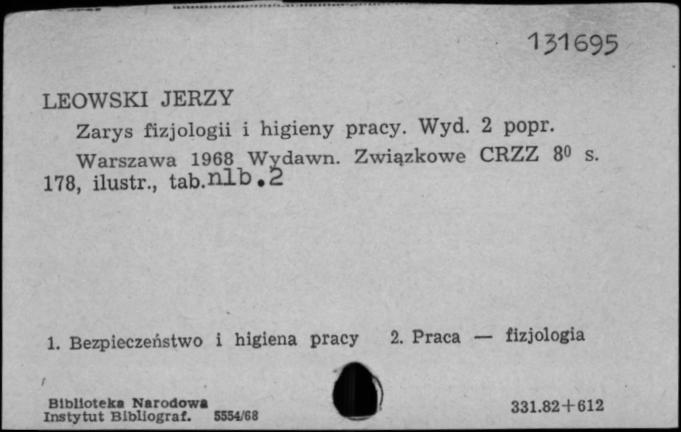 131695
LEOWSKI JERZY
Zarys fizjologii i higieny pracy. Wyd. 2 popr.
Warszawa 1968 Wydawn. Związkowe CRZZ 8⁰ s.
178, ilustr., tab.nlb.2
1. Bezpieczeństwo i higiena pracy 2. Praca — fizjologia
Biblioteka Narodowa
Instytut Bibliograf. 5554/68
331.82+612